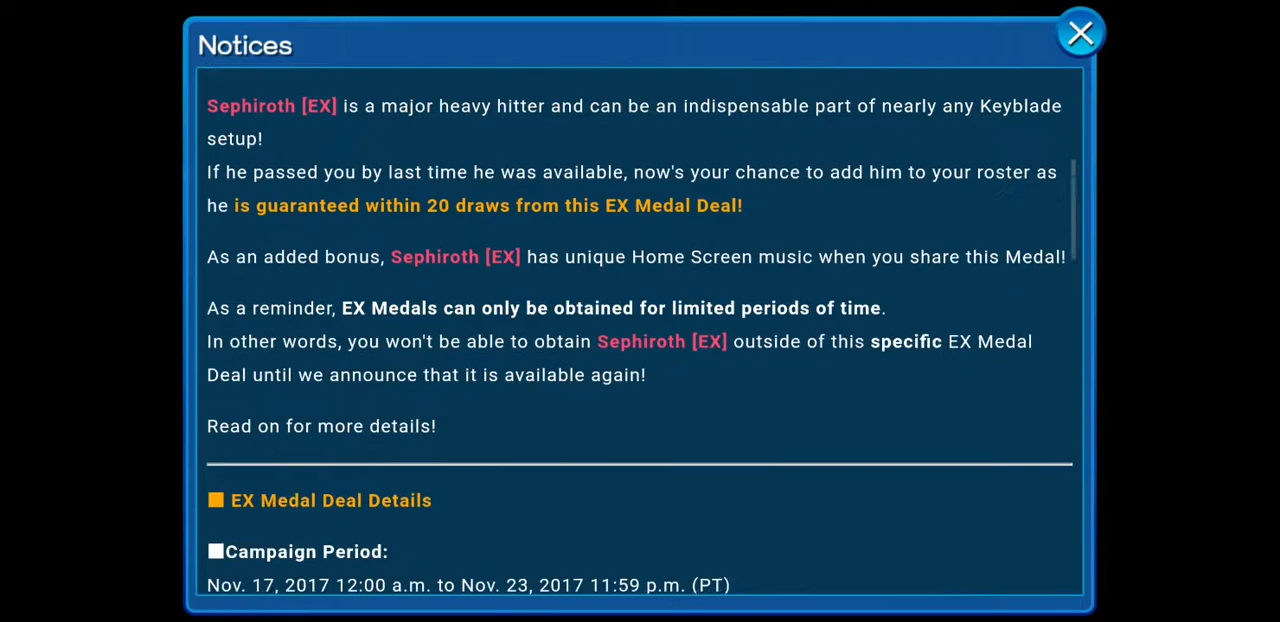 Notices
Sephiroth [EX] is a major heavy hitter and can be an indispensable part of nearly any Keyblade
setup!
If he passed you by last time he was available, now's your chance to add him to your roster as
he is guaranteed within 20 draws from this EX Medal Deal!
As an added bonus, Sephiroth [EX] has unique Home Screen music when you share this Medal!
As a reminder, EX Medals can only be obtained for limited periods of time.
In other words, you won't be able to obtain Sephiroth [EX] outside of this specific EX Medal
Deal until we announce that it is available again!
Read on for more details!
■ EX Medal Deal Details
■Campaign Period:
Nov. 17, 2017 12:00 a.m. to Nov. 23, 2017 11:59 p.m. (PT)